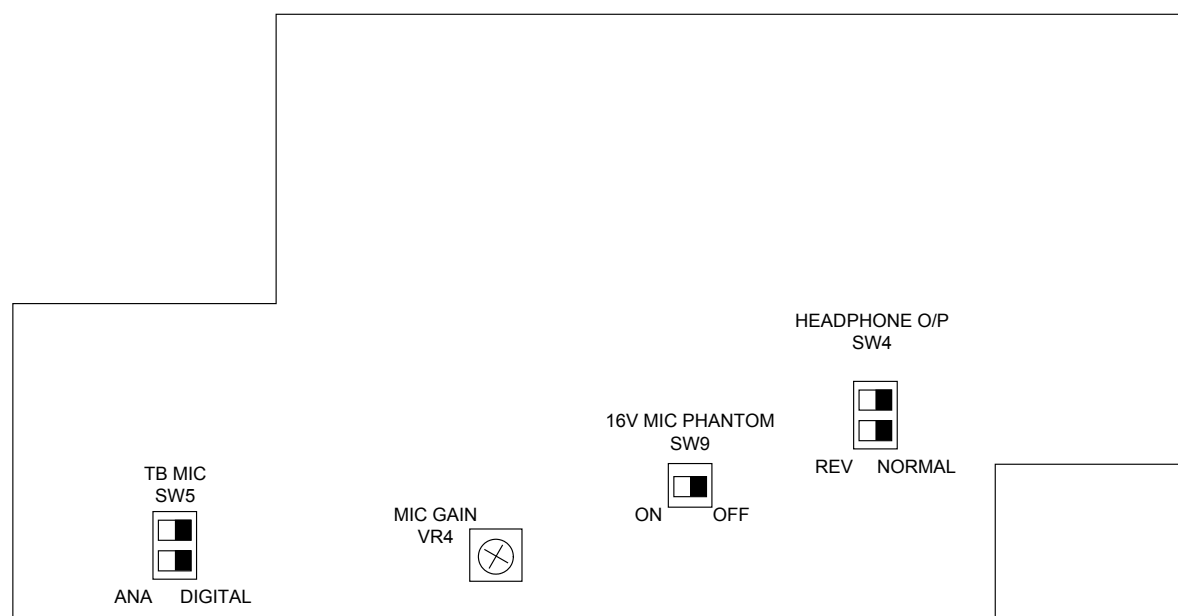 HEADPHONE O/P
SW4
REV NORMAL
16V MIC PHANTOM
SW9
ON OFF
TB MIC
SW5
ANA DIGITAL
MIC GAIN
VR4